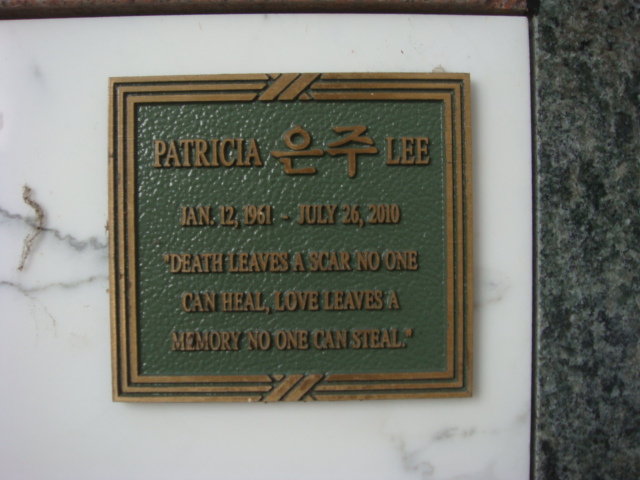 PATRICIA 은주 LEE
JAN. 12, 1961 - JULY 26, 2010
"DEATH LEAVES A SCAR NO ONE
CAN HEAL, LOVE LEAVES A
MEMORY NO ONE CAN STEAL."